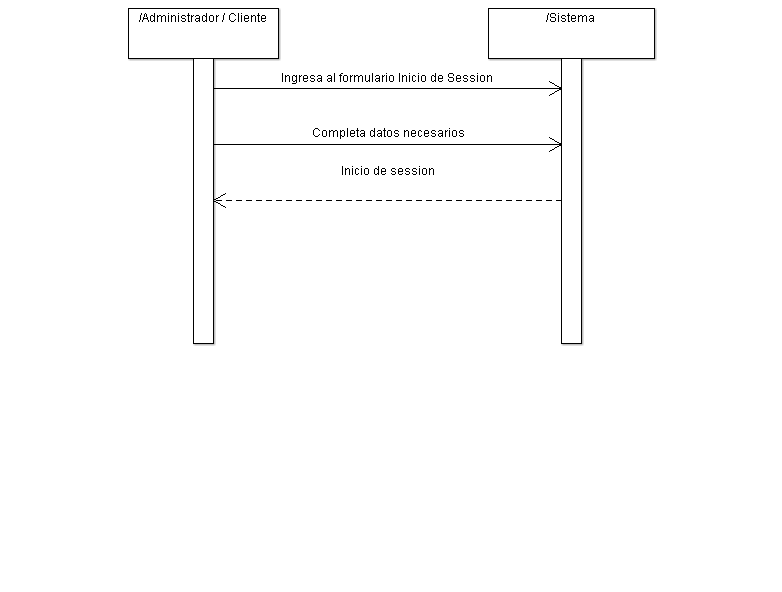 /Administrador / Cliente
/Sistema
Ingresa al formulario Inicio de Session
Completa datos necesarios
Inicio de session